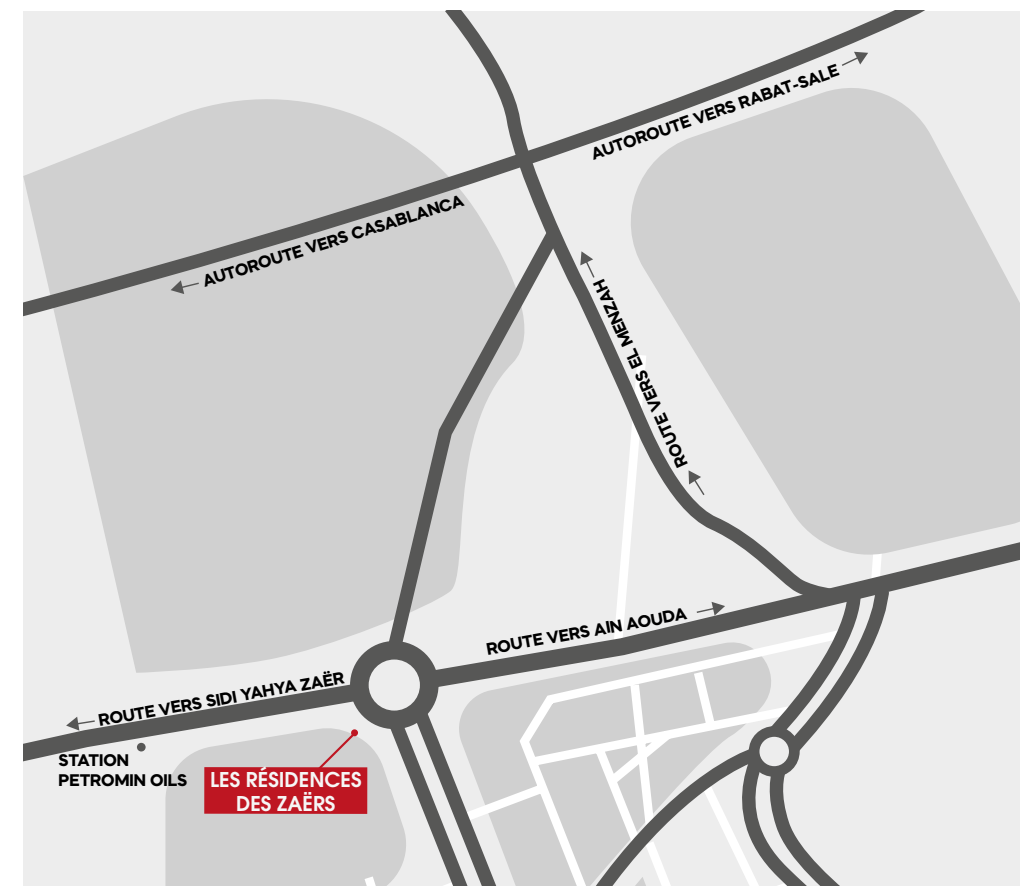 AUTOROUTE VERS RABAT-SALE
AUTOROUTE VERS CASABLANCA
ROUTE VERS EL MENZAH
ROUTE VERS AIN AOUDA
ROUTE VERS SIDI YAHYA ZAËR
STATION
PETROMIN OILS
LES RÉSIDENCES
DES ZAËRS